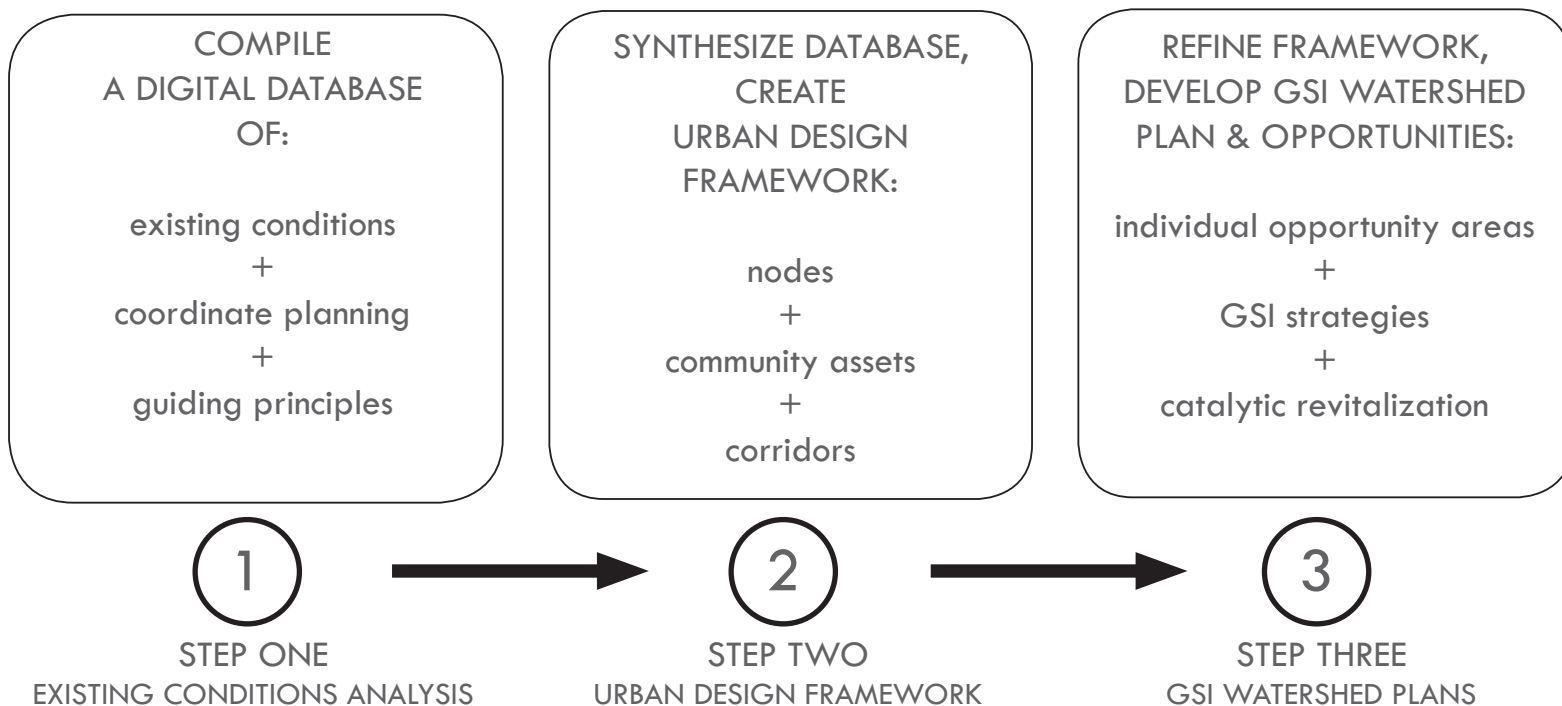 COMPILE
A DIGITAL DATABASE
OF:
existing conditions
+
coordinate planning
+
guiding principles
SYNTHESIZE DATABASE,
CREATE
URBAN DESIGN
FRAMEWORK:
nodes
+
community assets
+
corridors
REFINE FRAMEWORK,
DEVELOP GSI WATERSHED
PLAN & OPPORTUNITIES:
individual opportunity areas
+
GSI strategies
+
catalytic revitalization
1
STEP ONE
EXISTING CONDITIONS ANALYSIS
2
STEP TWO
URBAN DESIGN FRAMEWORK
3
STEP THREE
GSI WATERSHED PLANS